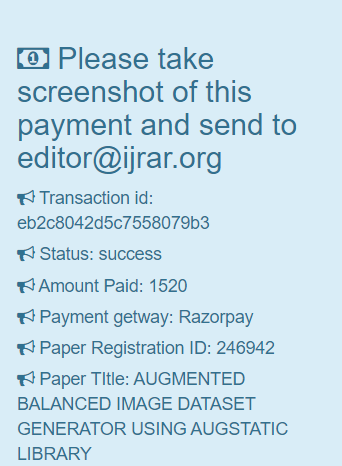 Please take
screenshot of this
payment and send to
editor@ijrar.org
Transaction id:
eb2c8042d5c7558079b3
Status: success
Amount Paid: 1520
Payment getway: Razorpay
Paper Registration ID: 246942
Paper TItle: AUGMENTED
BALANCED IMAGE DATASET
GENERATOR USING AUGSTATIC
LIBRARY